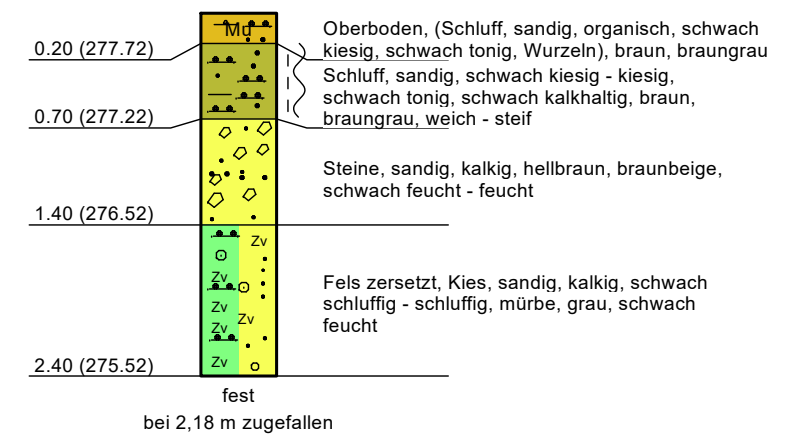 Mu
Oberboden, (Schluff, sandig, organisch, schwach
kiesig, schwach tonig, Wurzeln), braun, braungrau
0.20 (277.72)
Schluff, sandig, schwach kiesig - kiesig,
schwach tonig, schwach kalkhaltig, braun,
braungrau, weich - steif
0.70 (277.22)
Steine, sandig, kalkig, hellbraun, braunbeige,
schwach feucht - feucht
1.40 (276.52)
Zv
Zv
Fels zersetzt, Kies, sandig, kalkig, schwach
schluffig - schluffig, mürbe, grau, schwach
feucht
Zv
Zv
Zv
Zv
2.40 (275.52)
fest
bei 2,18 m zugefallen